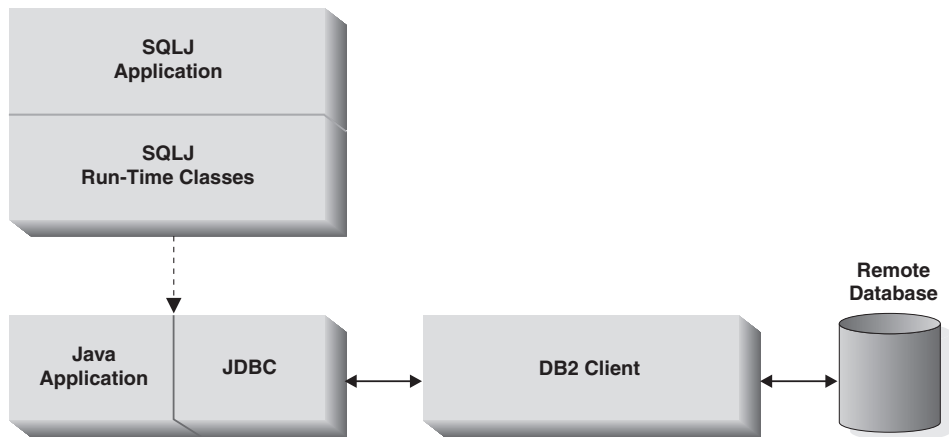 SQLJ
Application
SQLJ
Run-Time Classes
Remote
Database
Java
Application
JDBC
DB2 Client